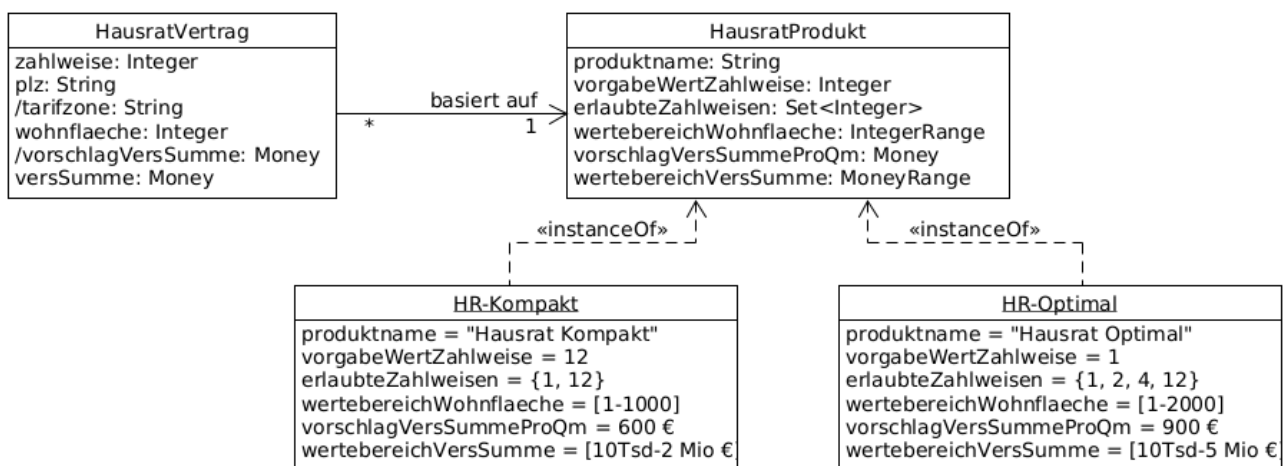 HausratVertrag
zahlweise: Integer
plz: String
/tarifzone: String
wohnflaeche: Integer
/vorschlagVersSumme: Money
versSumme: Money
basiert auf
*
1
HausratProdukt
produktname: String
vorgabeWertZahlweise: Integer
erlaubteZahlweisen: Set<Integer>
wertebereichWohnflaeche: IntegerRange
vorschlagVersSummeProQm: Money
wertebereichVersSumme: MoneyRange
«instanceOf»
«instanceOf»
HR-Kompakt
produktname = "Hausrat Kompakt"
vorgabeWertZahlweise = 12
erlaubteZahlweisen = {1, 12}
wertebereichWohnflaeche = [1-1000]
vorschlagVersSummeProQm = 600 €
wertebereichVersSumme = [10Tsd-2 Mio €]
HR-Optimal
produktname = "Hausrat Optimal"
vorgabeWertZahlweise = 1
erlaubteZahlweisen = {1, 2, 4, 12}
wertebereichWohnflaeche = [1-2000]
vorschlagVersSummeProQm = 900 €
wertebereichVersSumme = [10Tsd-5 Mio €]